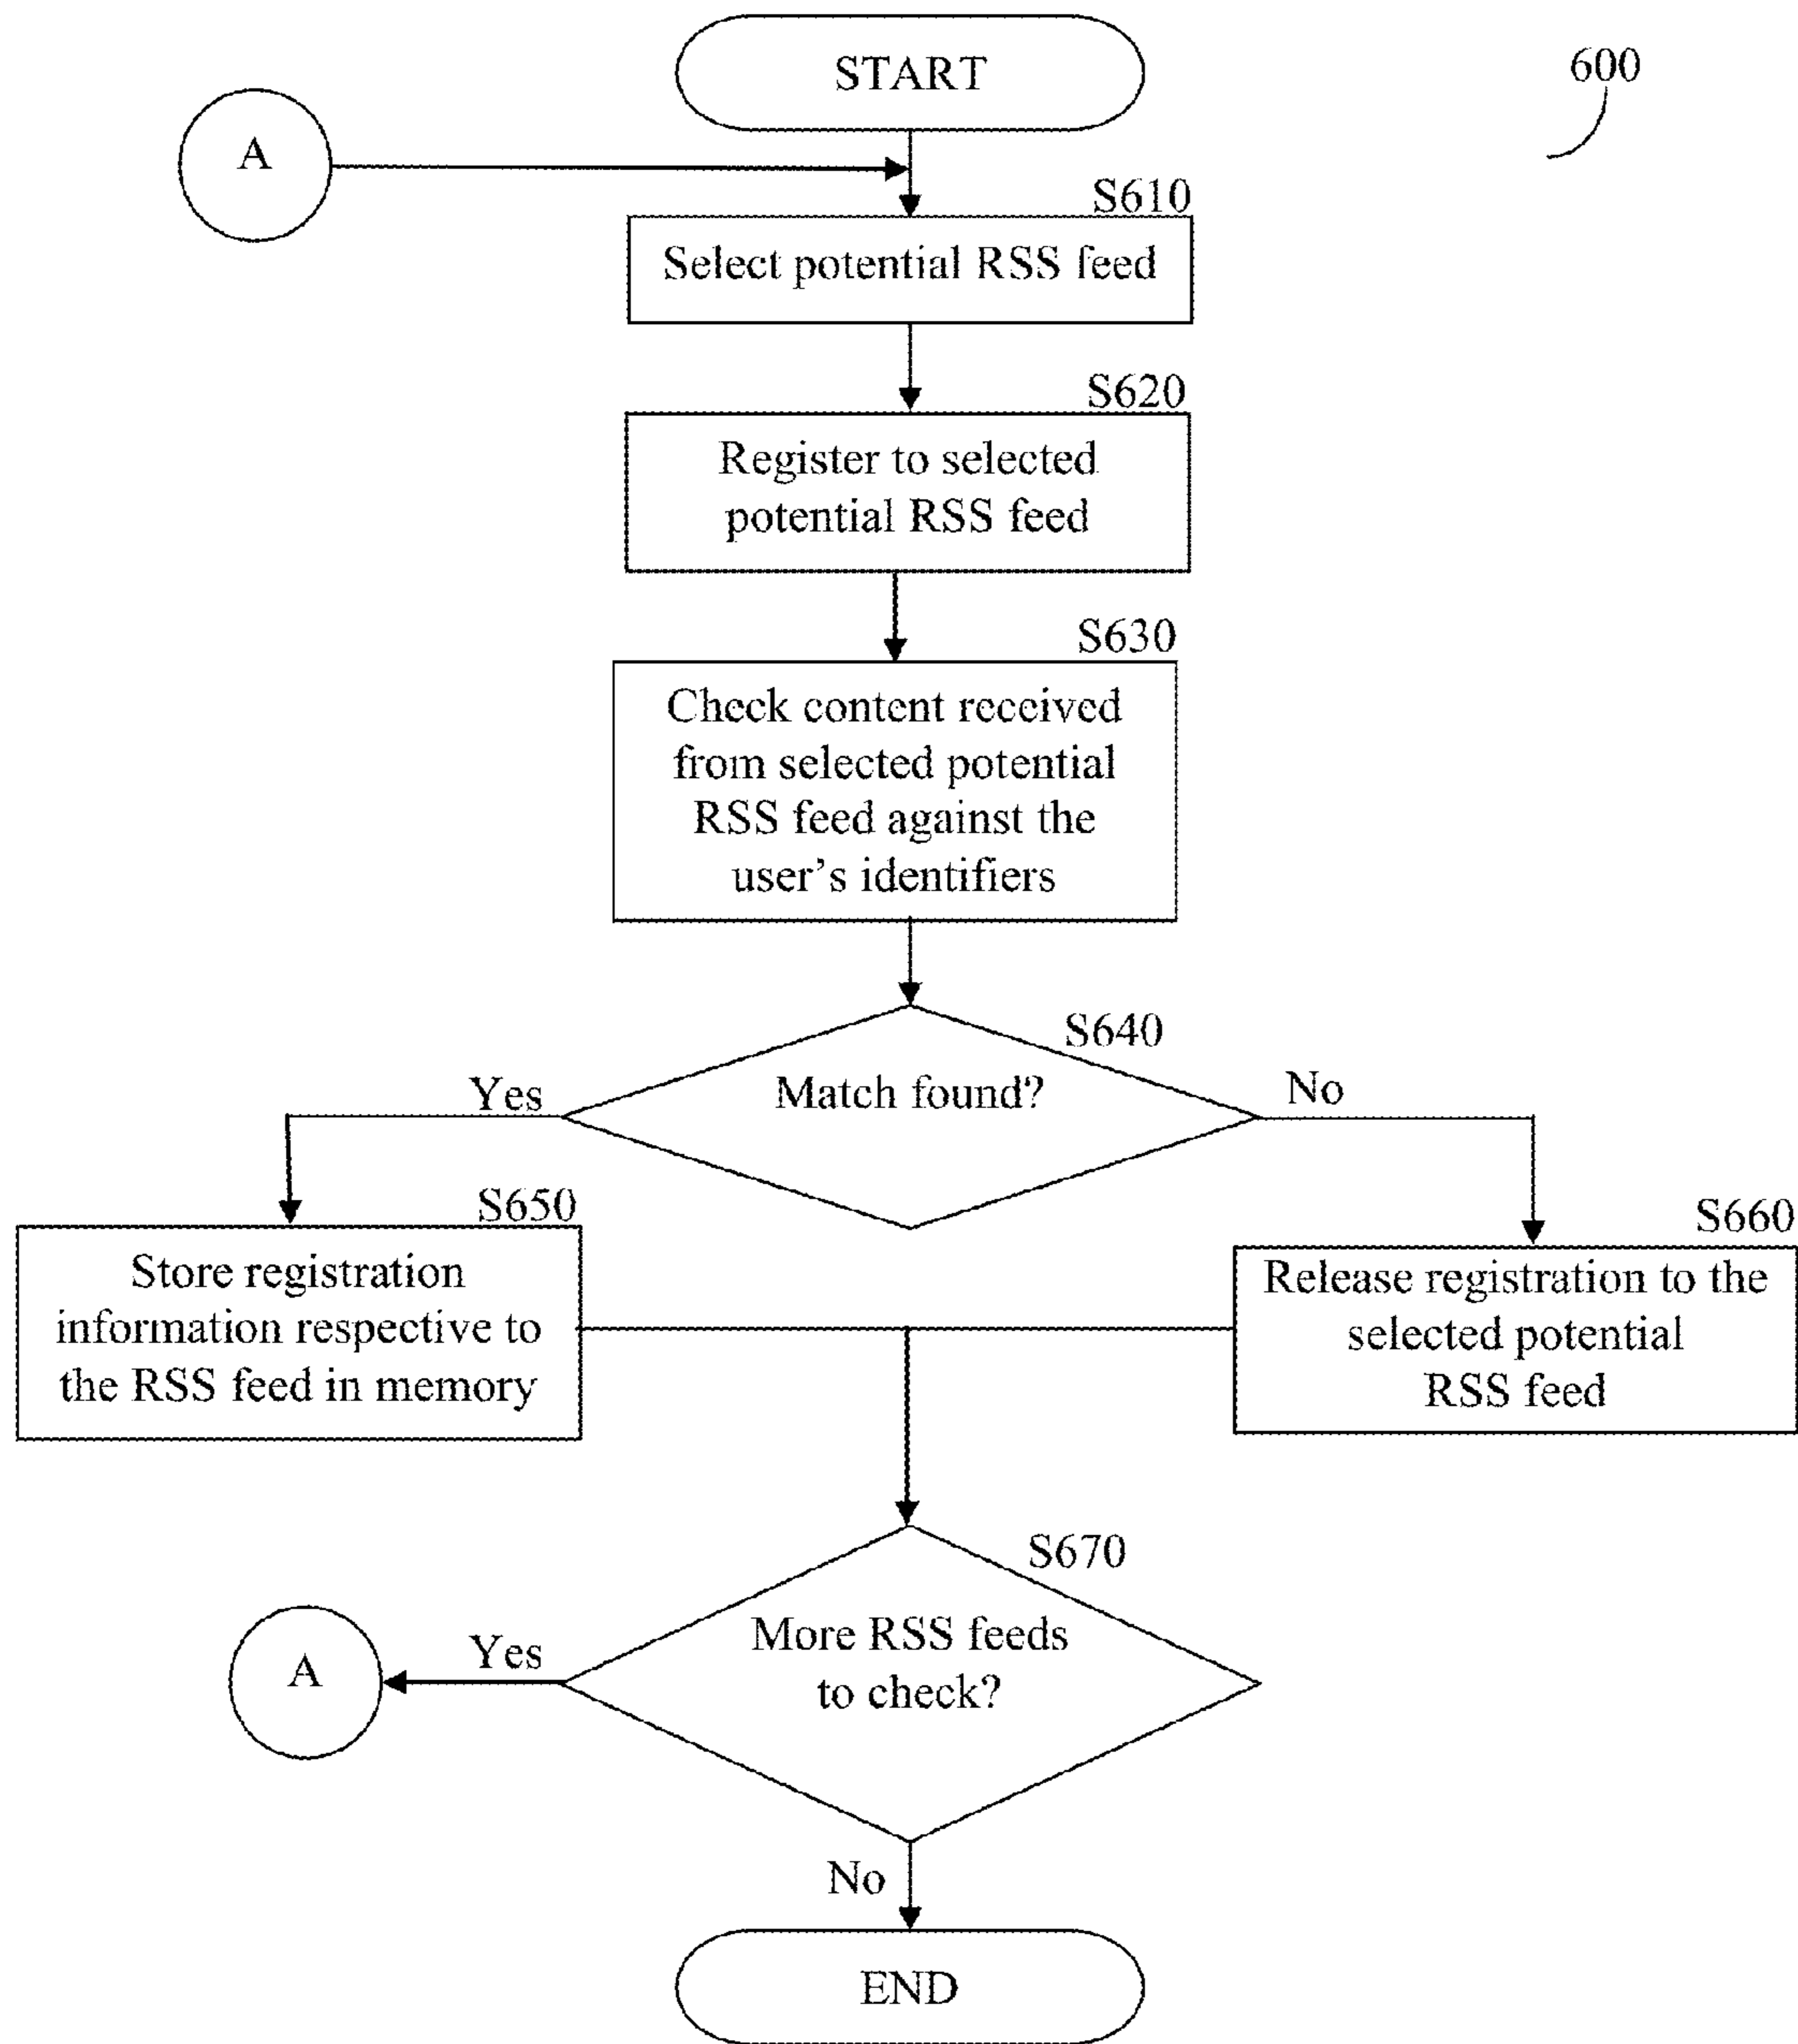 START
600
A
S610
Select potential RSS feed
S620
Register to selected
potential RSS feed
S630
Check content received
from selected potential
RSS feed against the
user's identifiers
S640
Match found?
Yes
No
S650
Store registration
information respective to
the RSS feed in memory
S660
Release registration to the
selected potential
RSS feed
S670
More RSS feeds
to check?
Yes
A
No
END